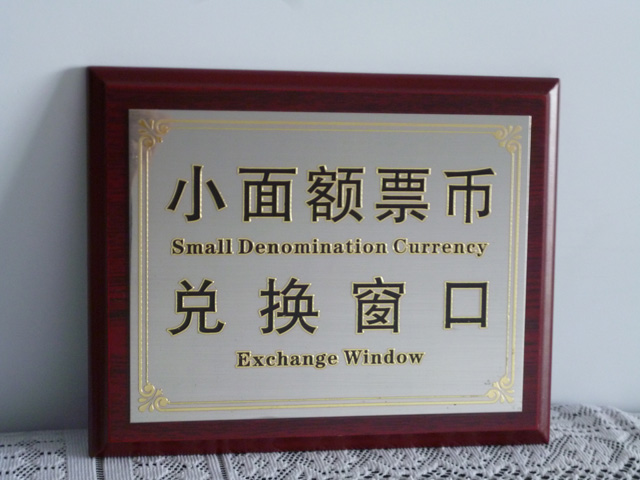 小面额票币
Small Denomination Currency
兑换窗口
Exchange Window